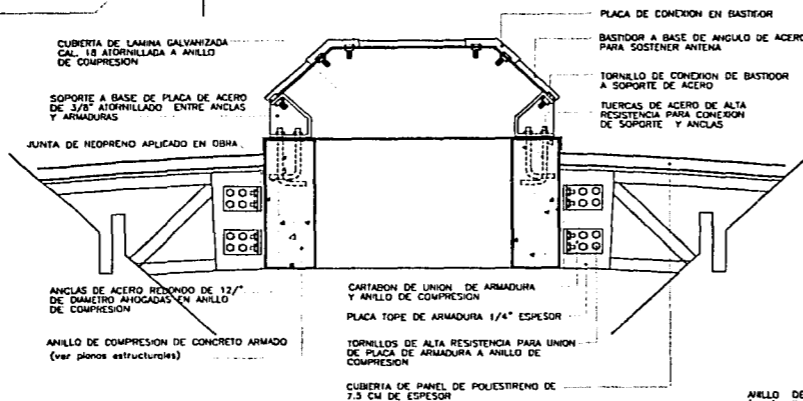 PLACA DE CONEXION EN BASTIDOR
CUBIERTA DE LAMINA GALVANIZADA
CAL. 18 ATORNILLADA A ANILLO
DE COMPRESION
BASTIDOR A BASE DE ANGULO DE ACERO
PARA SOSTENER ANTENA
TORNILLO DE CONEXION DE BASTIDOR
A SOPORTE DE ACERO
SOPORTE A BASE DE PLACA DE ACERO
DE 3/8" ATORNILLADO ENTRE ANCLAS
Y ARMADURAS
TUERCAS DE ACERO DE ALTA
RESISTENCIA PARA CONEXION
DE SOPORTE Y ANCLAS
JUNTA DE NEOPRENO APLICADO EN OBRA
ANCLAS DE ACERO REDONDO DE 12/"
DE DIAMETRO AHOGADAS EN ANILLO
DE COMPRESION
CARTABON DE UNION DE ARMADURA
Y ANILLO DE COMPRESION
PLACA TOPE DE ARMADURA 1/4" ESPESOR
ANILLO DE COMPRESION DE CONCRETO ARMADO
(ver planos estructurales)
TORNILLOS DE ALTA RESISTENCIA PARA UNION
DE PLACA DE ARMADURA A ANILLO DE
COMPRESION
CUBIERTA DE PANEL DE POLIESTIRENO DE
7.5 CM DE ESPESOR
ANILLO DE